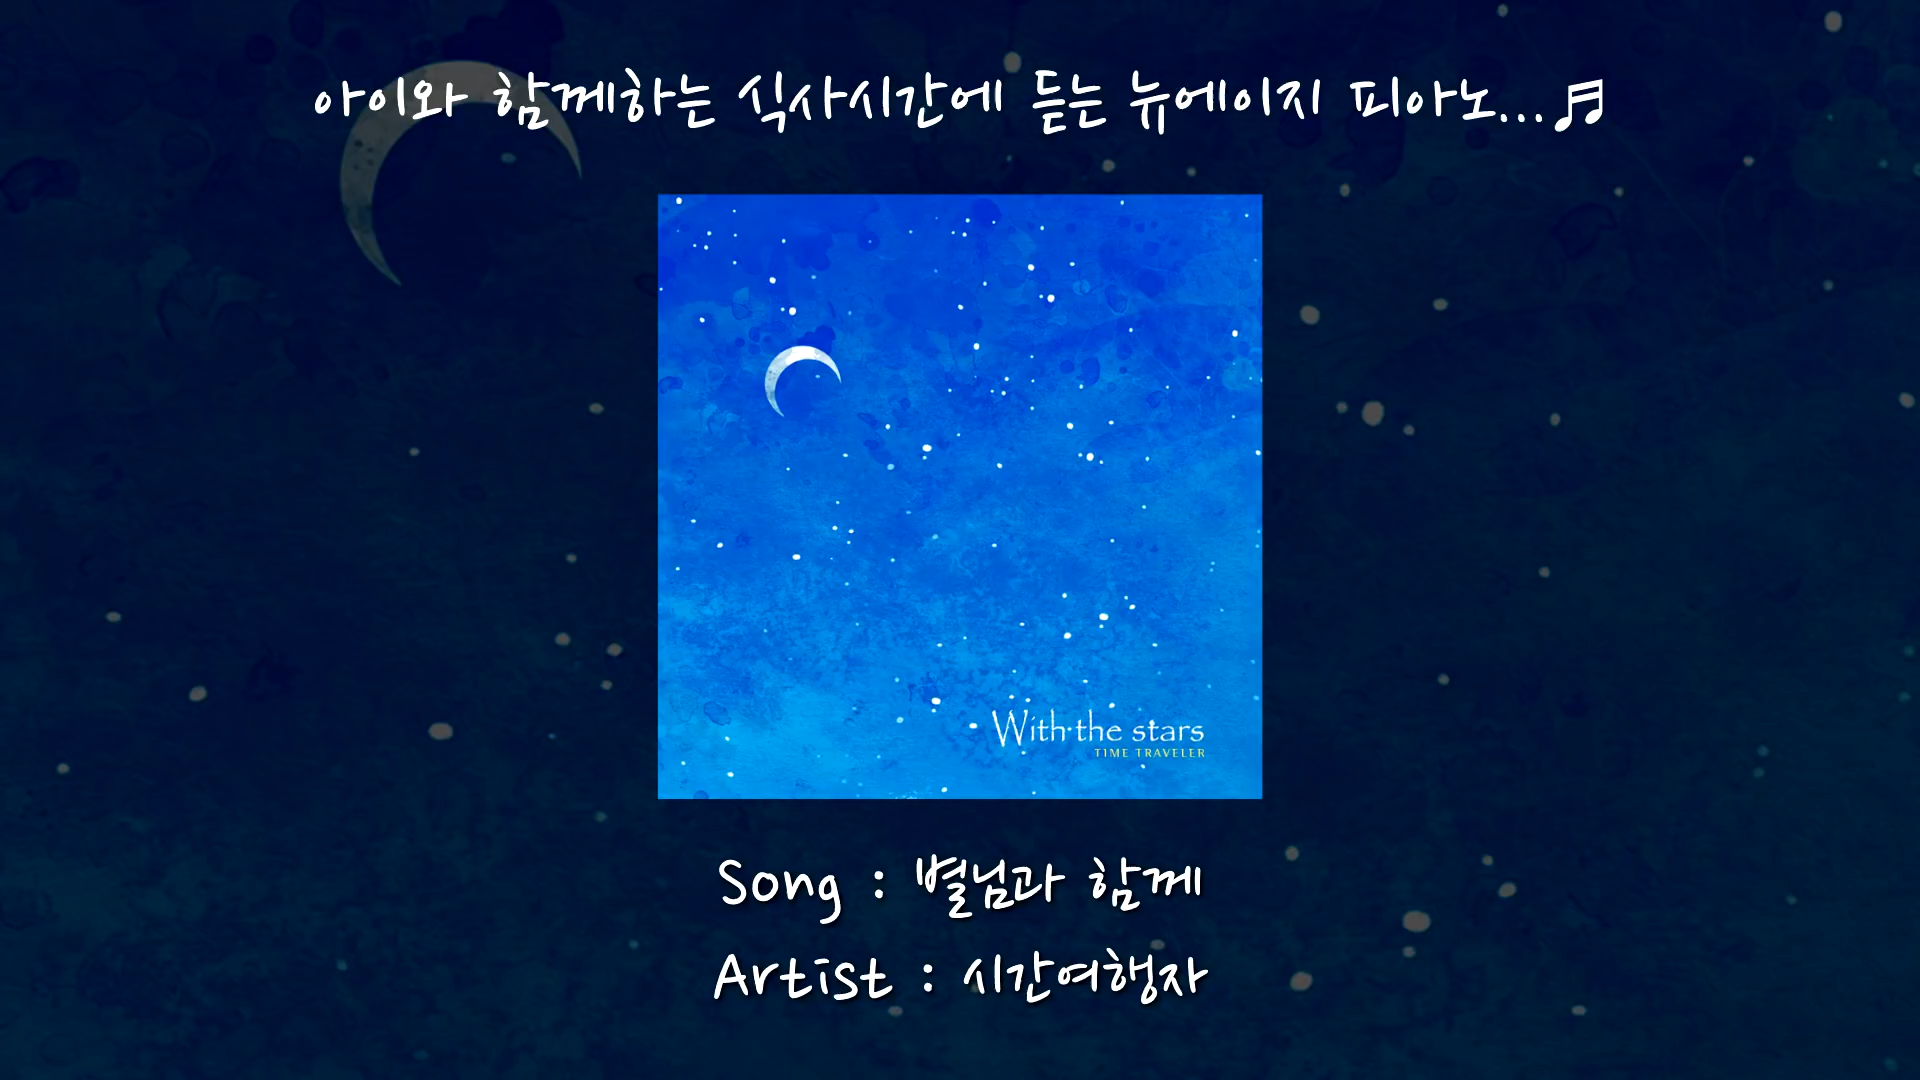 아이와 함께하는 식사시간에 듣는 뉴에이지 피아노...♬
With the stars
TIME TRAVELER
Song : 별님과 함께
Artist : 시간여행자